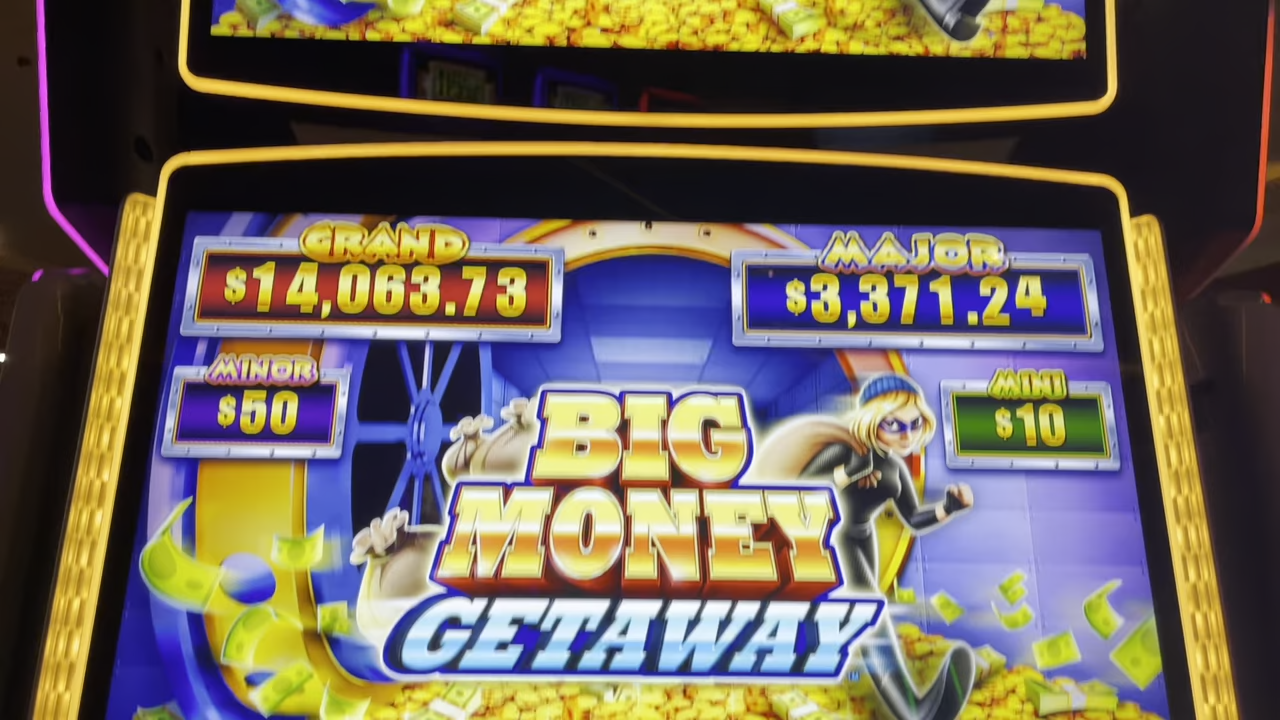 GRAND
$14,063.73
MAJOR
$3,371.24
MINOR
$50
MINI
$10
BIG
MONEY
GETAWAY